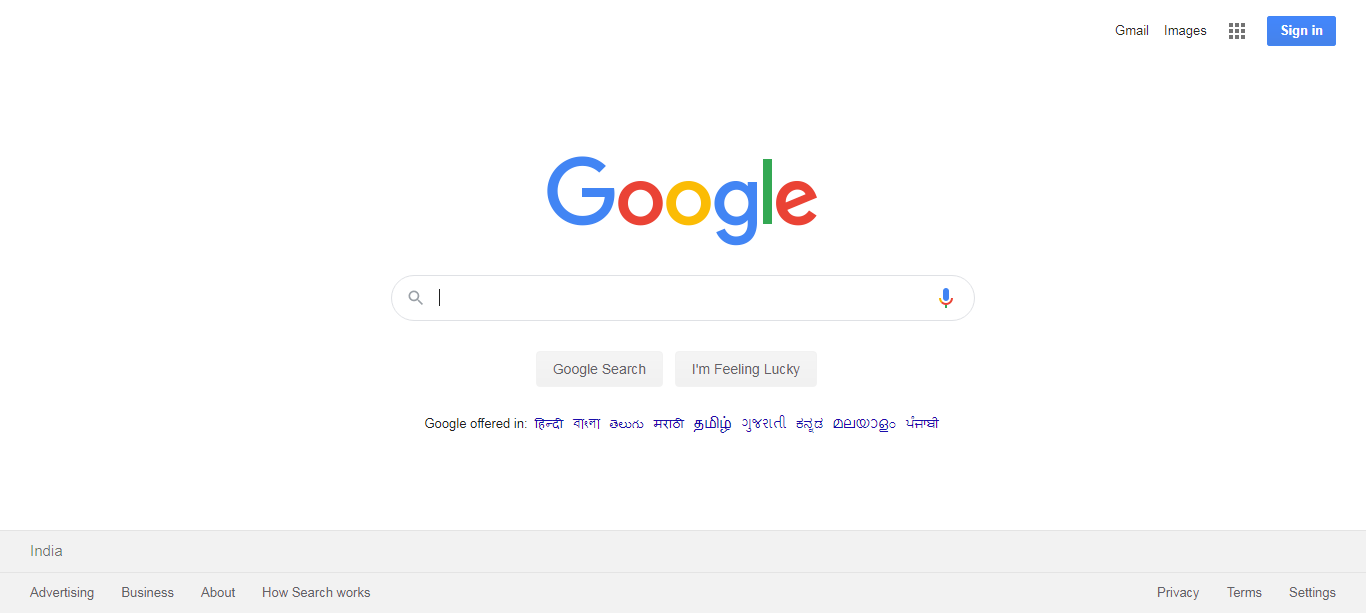 Gmail Images Sign in
Google
Google Search I'm Feeling Lucky
Google offered in: हिन्दी বাংলা తెలుగు मराठी தமிழ் ગુજરાતી ಕನ್ನಡ മലയാളം ਪੰਜਾਬੀ
India
Advertising Business About How Search works Privacy Terms Settings